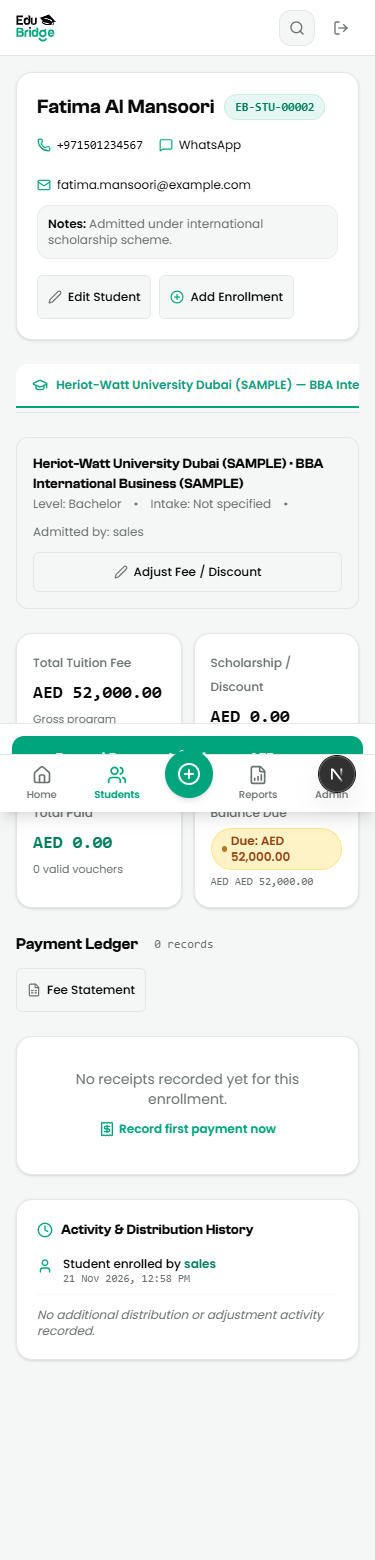 Edu
Bridge
Fatima Al Mansoori EB-STU-00002
+971501234567 WhatsApp
fatima.mansoori@example.com
Notes: Admitted under international
scholarship scheme.
Edit Student Add Enrollment
Heriot-Watt University Dubai (SAMPLE) — BBA Inte
Heriot-Watt University Dubai (SAMPLE) • BBA
International Business (SAMPLE)
Level: Bachelor • Intake: Not specified •
Admitted by: sales
Adjust Fee / Discount
Total Tuition Fee
AED 52,000.00
Gross program
Scholarship /
Discount
AED 0.00
Home Students Reports Admin
N
Total Paid
AED 0.00
0 valid vouchers
Balance Due
Due: AED
52,000.00
AED AED 52,000.00
Payment Ledger 0 records
Fee Statement
No receipts recorded yet for this
enrollment.
Record first payment now
Activity & Distribution History
Student enrolled by sales
21 Nov 2026, 12:58 PM
No additional distribution or adjustment activity
recorded.